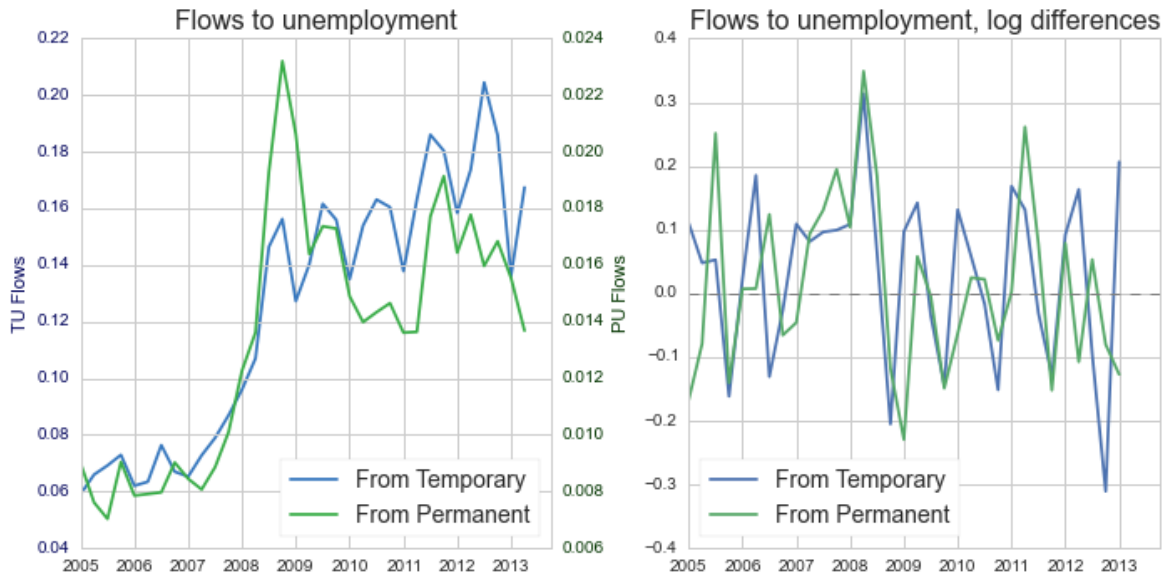 Flows to unemployment
0.22
0.20
0.18
0.16
0.14
0.12
0.10
0.08
0.06
0.04
TU Flows
0.024
0.022
0.020
0.018
0.016
0.014
0.012
0.010
0.008
0.006
PU Flows
From Temporary
From Permanent
2005 2006 2007 2008 2009 2010 2011 2012 2013
Flows to unemployment, log differences
0.4
0.3
0.2
0.1
0.0
−0.1
−0.2
−0.3
−0.4
From Temporary
From Permanent
2005 2006 2007 2008 2009 2010 2011 2012 2013